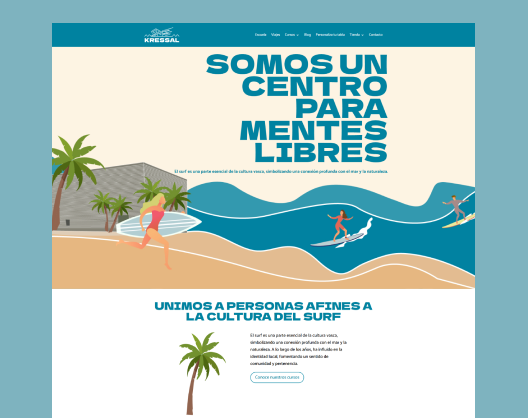 KRESSAL
Escuela Viajes Cursos Blog Personaliza tu tabla Tienda Contacto
SOMOS UN
CENTRO
PARA
MENTES
LIBRES
El surf es una parte esencial de la cultura vasca, simbolizando una conexión profunda con el mar y la naturaleza
UNIMOS A PERSONAS AFINES A
LA CULTURA DEL SURF
El surf es una parte esencial de la cultura vasca,
simbolizando una conexión profunda con el mar y la
naturaleza. A lo largo de los años, ha influido en la
identidad local, fomentando un sentido de
comunidad y pertenencia
Conoce nuestros cursos